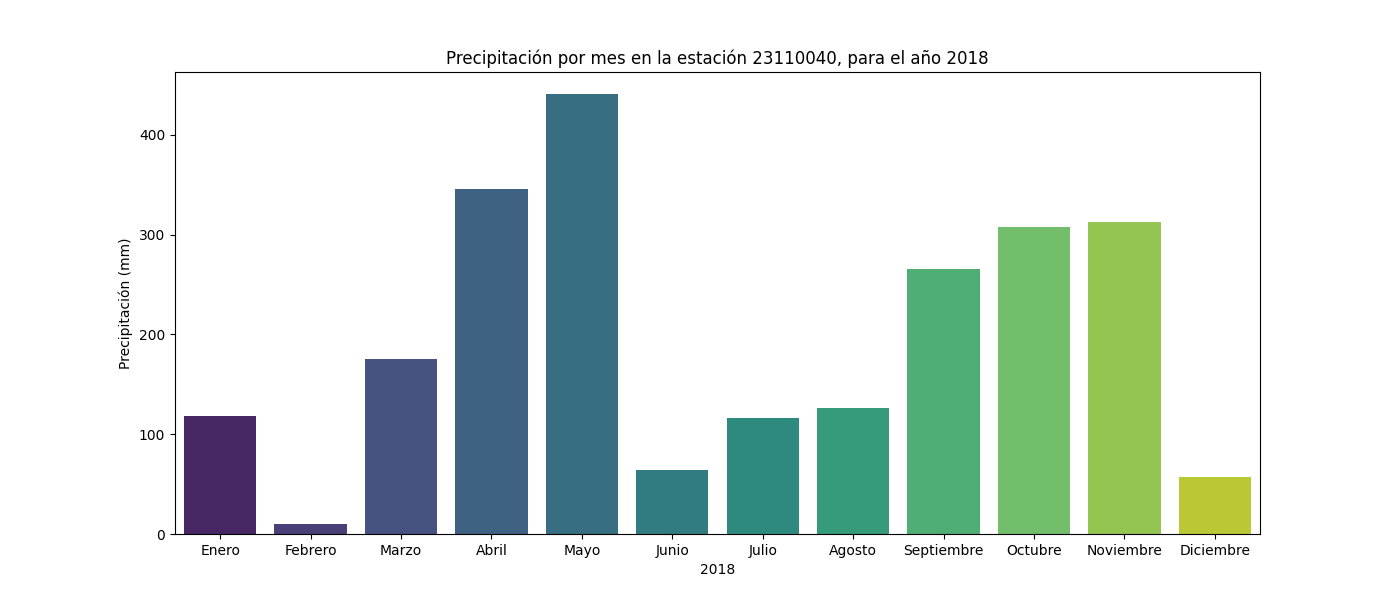 Precipitación por mes en la estación 23110040, para el año 2018
Precipitación (mm)
400
300
200
100
0
Enero Febrero Marzo Abril Mayo Junio Julio Agosto Septiembre Octubre Noviembre Diciembre
2018